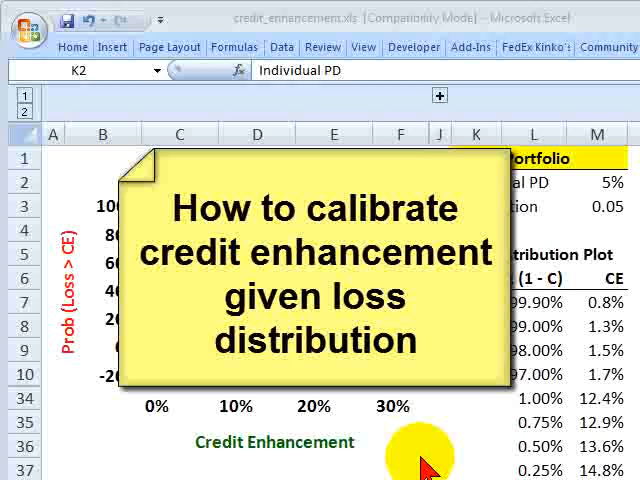 credit_enhancement.xls [Compatibility Mode] - Microsoft Excel
Home Insert Page Layout Formulas Data Review View Developer Add-Ins FedEx Kinko's Community
K2 fx Individual PD
1
2
A B C D E F J K L M
1 Portfolio
2 al PD 5%
3 100 tion 0.05
4 80
5 60 tribution Plot
6 40 (1 - C) CE
7 20 99.90% 0.8%
8 99.00% 1.3%
9 98.00% 1.5%
10 -20 97.00% 1.7%
34 0% 10% 20% 30% 1.00% 12.4%
35 0.75% 12.9%
36 Credit Enhancement 0.50% 13.6%
37 0.25% 14.8%
Prob (Loss > CE)
How to calibrate
credit enhancement
given loss
distribution